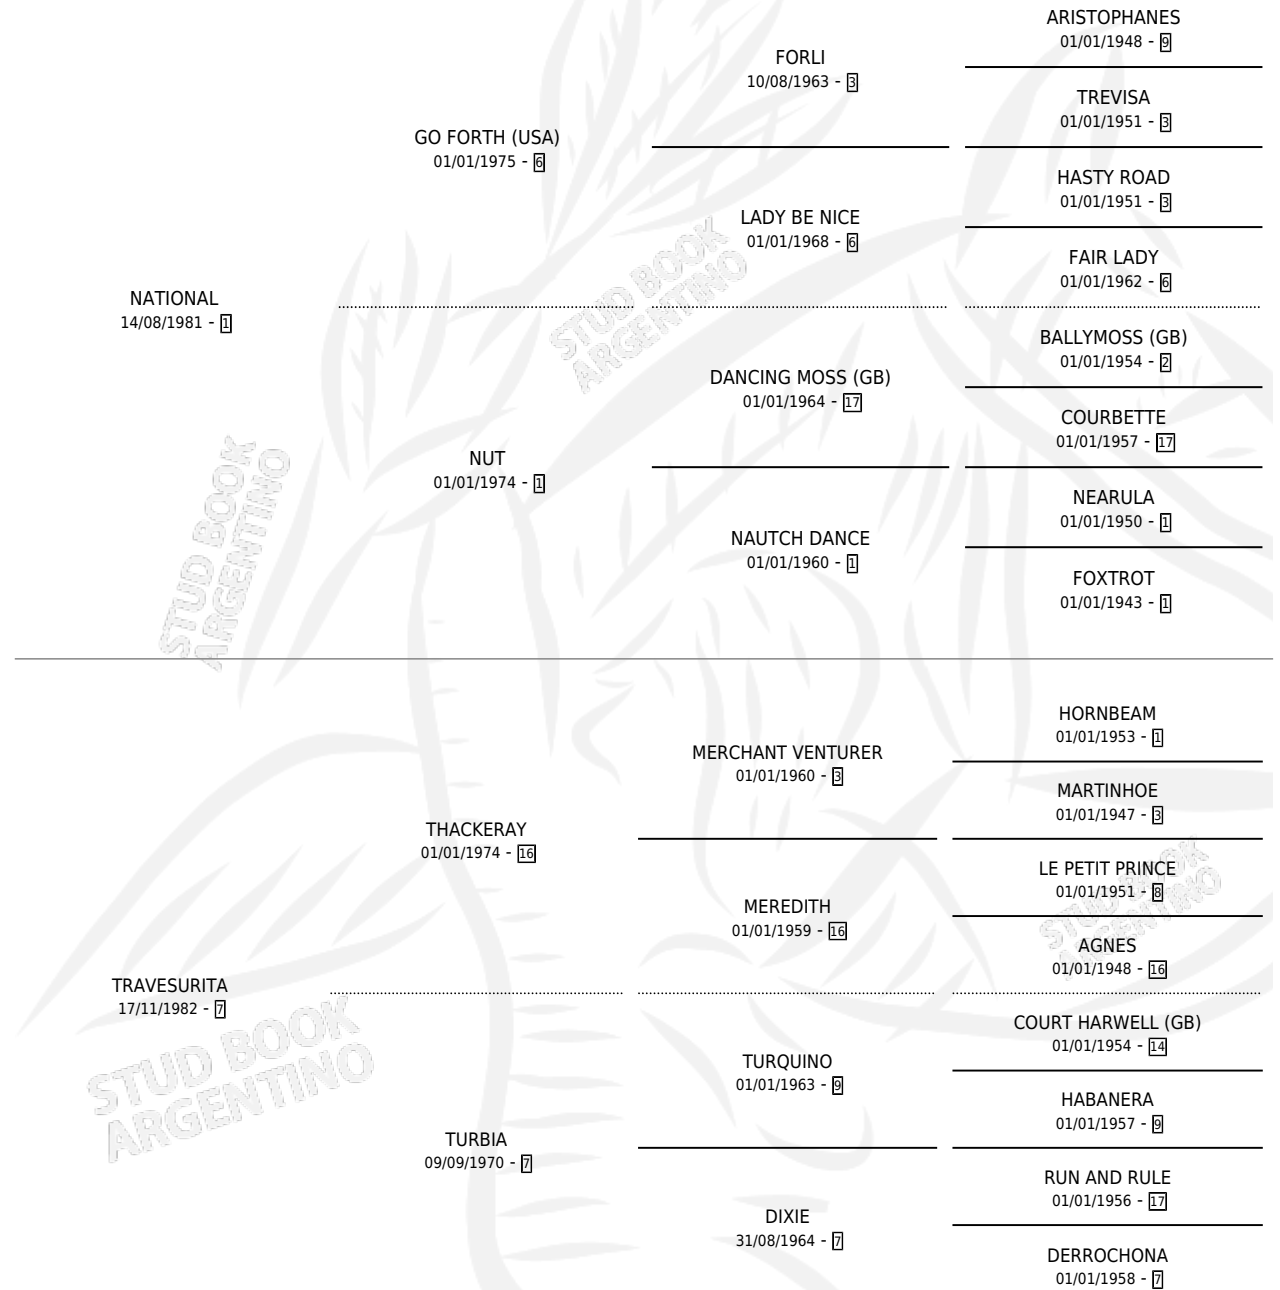 ARISTOPHANES
01/01/1948 - 9
FORLI
10/08/1963 - 3
TREVISA
01/01/1951 - 3
GO FORTH (USA)
01/01/1975 - 6
HASTY ROAD
01/01/1951 - 3
LADY BE NICE
01/01/1968 - 6
FAIR LADY
01/01/1962 - 6
NATIONAL
14/08/1981 - 1
STUD BOOK
ARGENTINO
BALLYMOSS (GB)
01/01/1954 - 2
DANCING MOSS (GB)
01/01/1964 - 17
COURBETTE
01/01/1957 - 17
NUT
01/01/1974 - 1
NEARULA
01/01/1950 - 1
NAUTCH DANCE
01/01/1960 - 1
FOXTROT
01/01/1943 - 1
STUD BOOK
ARGENTINO
HORNBEAM
01/01/1953 - 1
MERCHANT VENTURER
01/01/1960 - 3
MARTINHOE
01/01/1947 - 3
THACKERAY
01/01/1974 - 16
LE PETIT PRINCE
01/01/1951 - 8
MEREDITH
01/01/1959 - 16
STUD BOOK
ARGENTINO
AGNES
01/01/1948 - 16
TRAVESURITA
17/11/1982 - 7
COURT HARWELL (GB)
01/01/1954 - 14
TURQUINO
01/01/1963 - 9
HABANERA
01/01/1957 - 9
STUD BOOK
ARGENTINO
TURBIA
09/09/1970 - 7
RUN AND RULE
01/01/1956 - 17
DIXIE
31/08/1964 - 7
DERROCHONA
01/01/1958 - 7